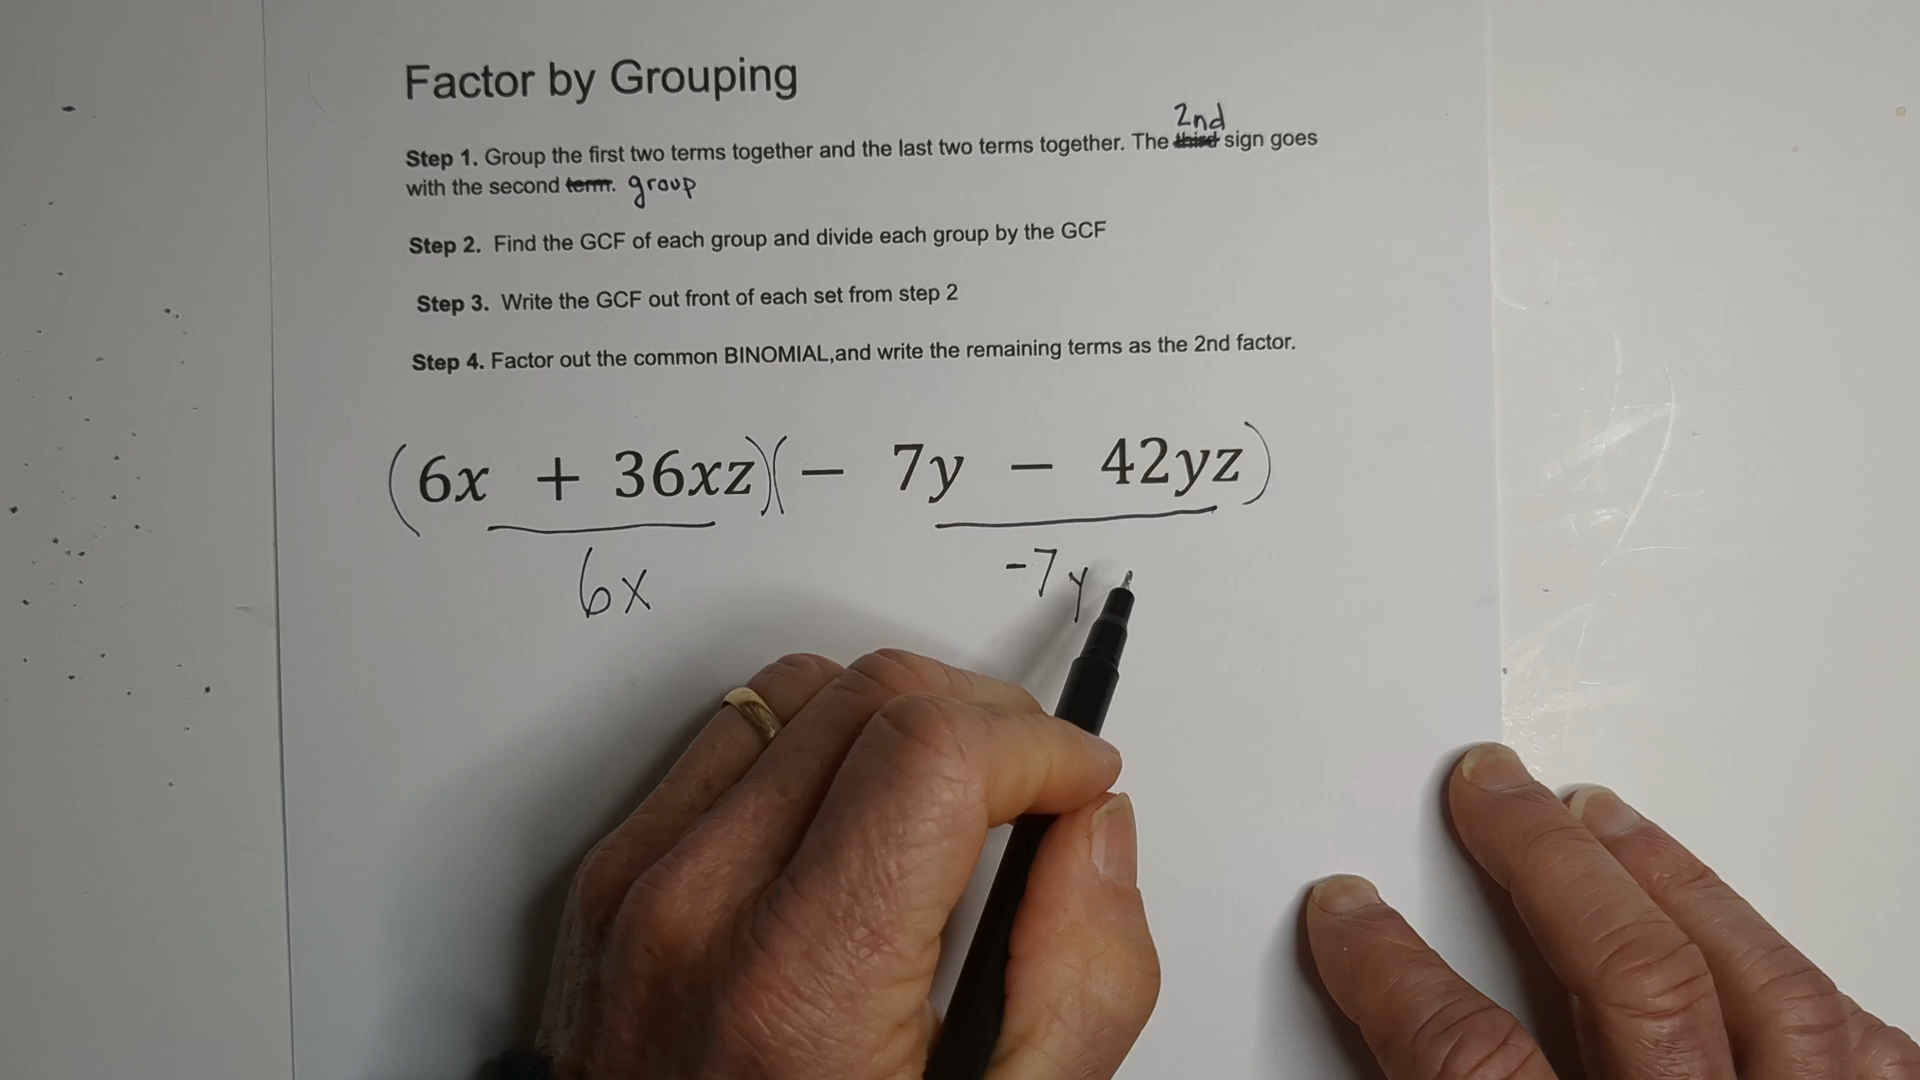 Factor by Grouping
2nd
Step 1. Group the first two terms together and the last two terms together. The third sign goes
with the second term. group
Step 2. Find the GCF of each group and divide each group by the GCF
Step 3. Write the GCF out front of each set from step 2
Step 4. Factor out the common BINOMIAL,and write the remaining terms as the 2nd factor.
(6x + 36xz)(- 7y - 42yz)
6x -7y